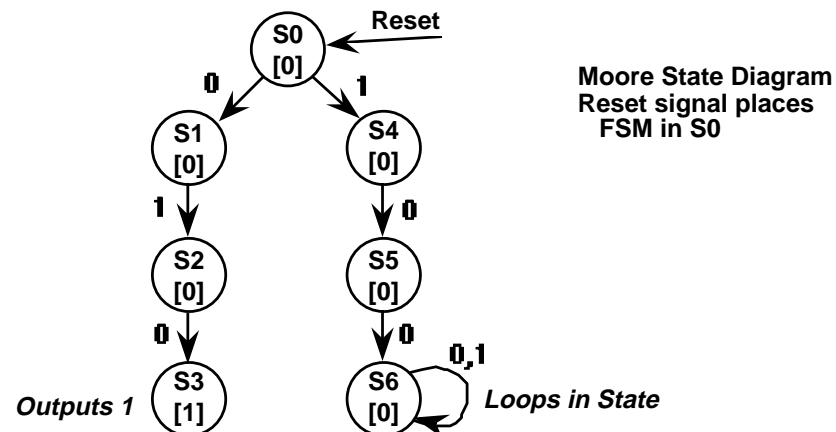 Reset
S0
[0]
0
1
Moore State Diagram
Reset signal places
FSM in S0
S1
[0]
S4
[0]
1
0
S2
[0]
S5
[0]
0
0
0,1
S3
[1]
S6
[0]
Outputs 1
Loops in State